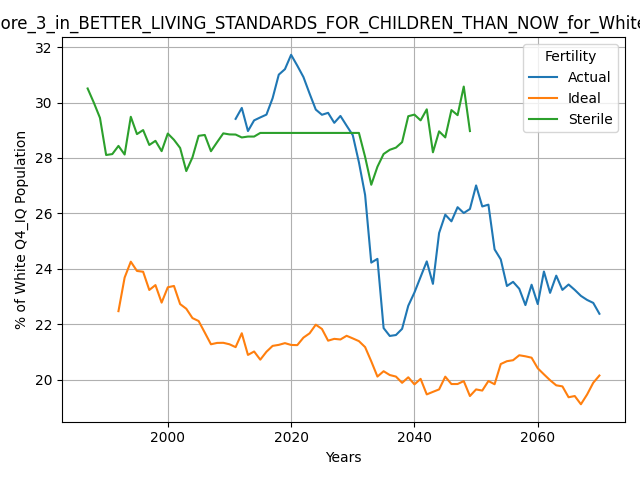 ore_3_in_BETTER_LIVING_STANDARDS_FOR_CHILDREN_THAN_NOW_for_White
Fertility
Actual
Ideal
Sterile
% of White Q4_IQ Population
32
30
28
26
24
22
20
2000
2020
2040
2060
Years